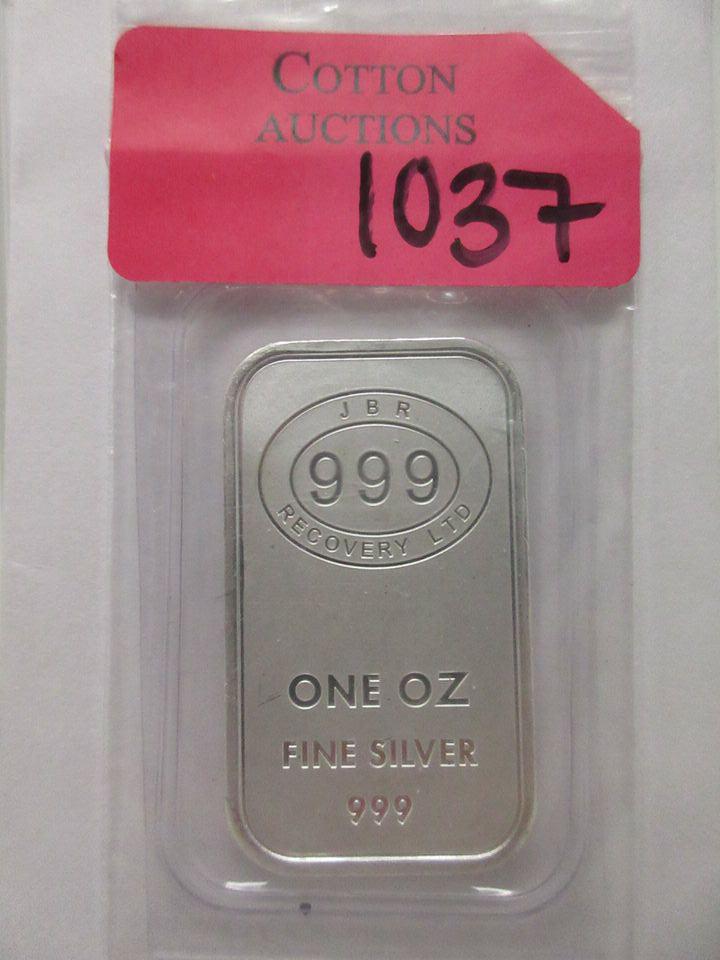 COTTON
AUCTIONS
1037
JBR
999
RECOVERY LTD
ONE OZ
FINE SILVER
999